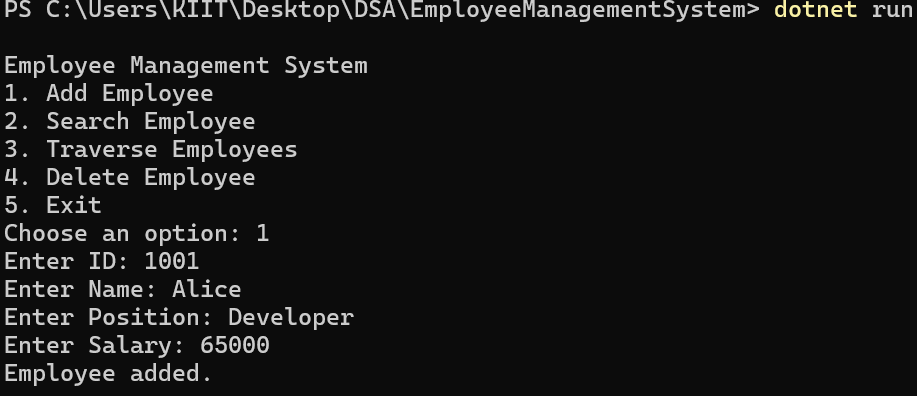 PS C:\Users\KIIT\Desktop\DSA\EmployeeManagementSystem> dotnet run
Employee Management System
1. Add Employee
2. Search Employee
3. Traverse Employees
4. Delete Employee
5. Exit
Choose an option: 1
Enter ID: 1001
Enter Name: Alice
Enter Position: Developer
Enter Salary: 65000
Employee added.